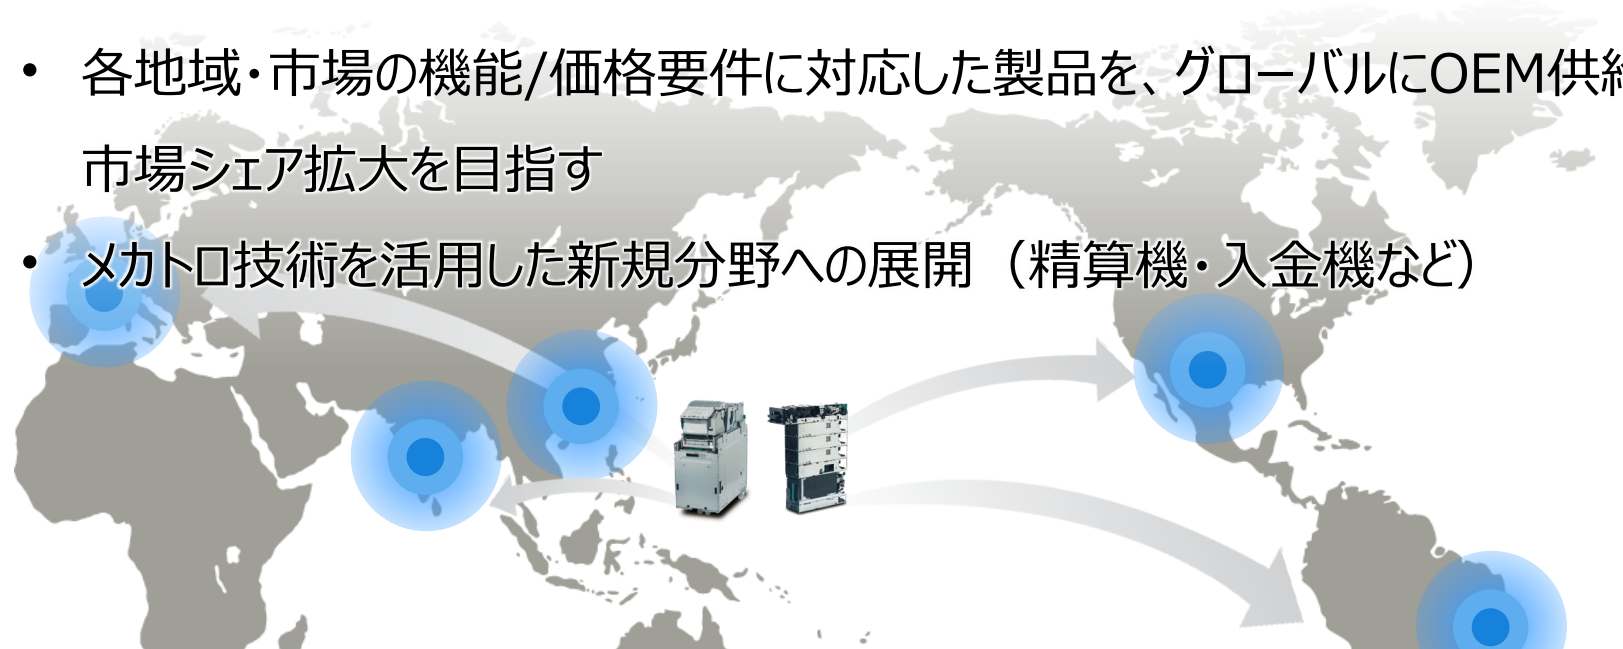 • 各地域・市場の機能/価格要件に対応した製品を、グローバルにOEM供給
市場シェア拡大を目指す
• メカトロ技術を活用した新規分野への展開（精算機・入金機など）